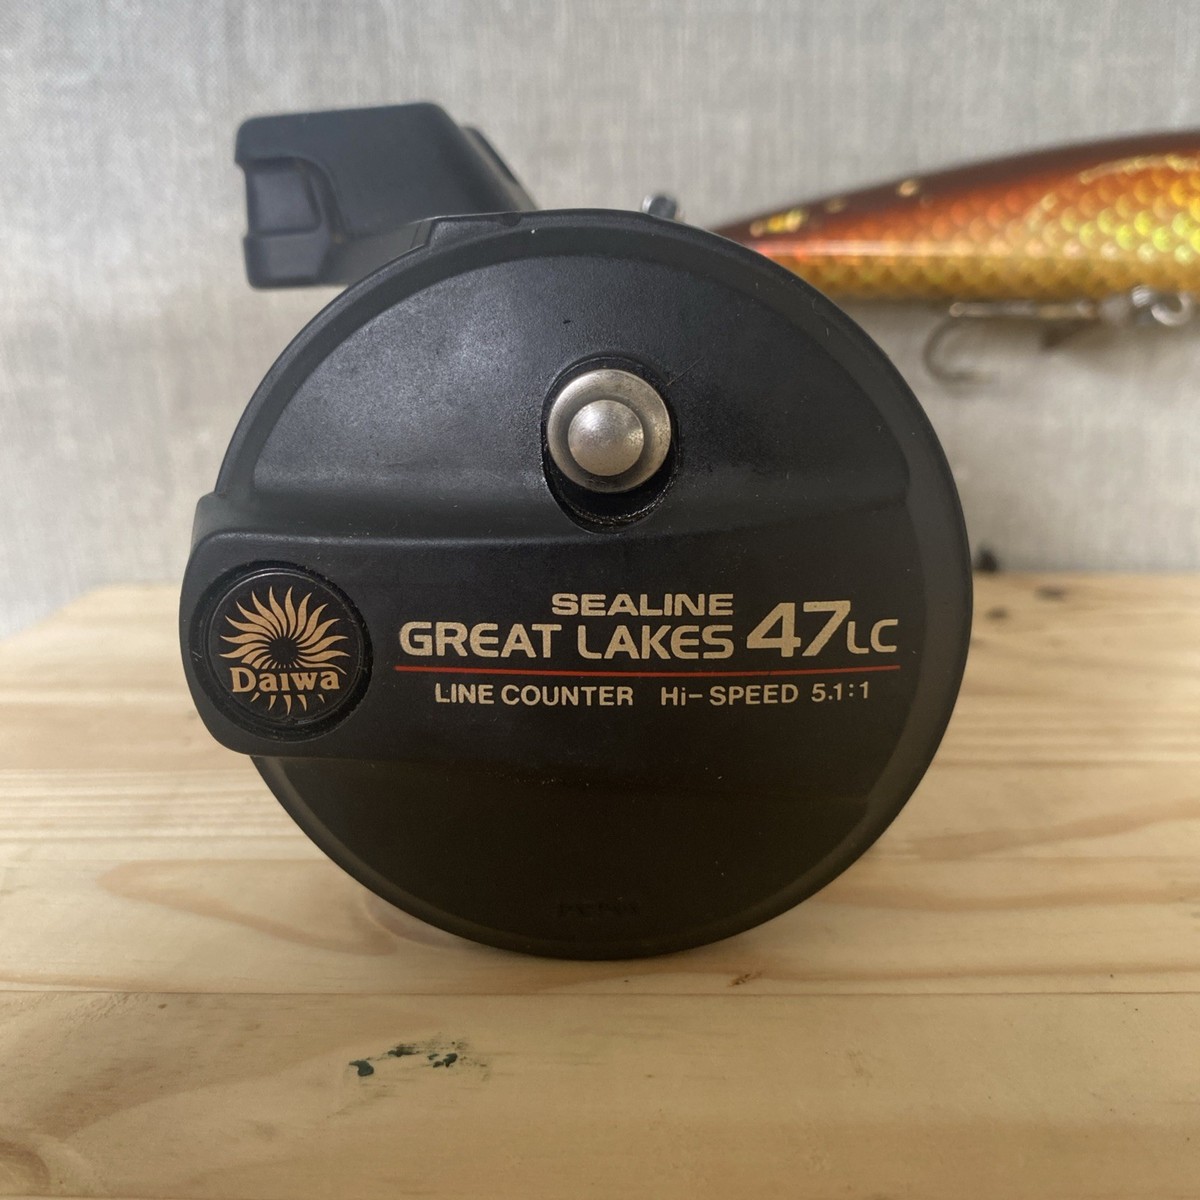 SEALINE
GREAT LAKES 47LC
LINE COUNTER Hi-SPEED 5.1:1
Daiwa